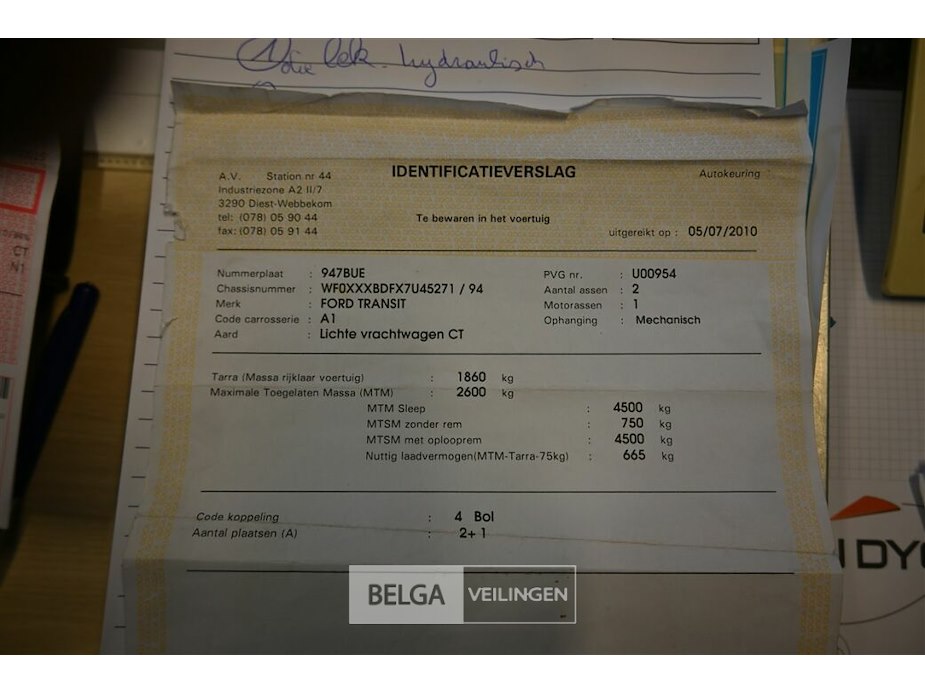 olie lek. hydraulisch
IDENTIFICATIEVERSLAG
Autokeuring
A.V. Station nr 44
Industriezone A2 II/7
3290 Diest-Webbekom
tel: (078) 05 90 44
fax: (078) 05 91 44
Te bewaren in het voertuig
uitgereikt op : 05/07/2010
Nummerplaat : 947BUE
Chassisnummer : WF0XXXBDFX7U45271 / 94
Merk : FORD TRANSIT
Code carrosserie : A1
Aard : Lichte vrachtwagen CT
PVG nr. : U00954
Aantal assen : 2
Motorassen : 1
Ophanging : Mechanisch
Tarra (Massa rijklaar voertuig) : 1860 kg
Maximale Toegelaten Massa (MTM) : 2600 kg
MTM Sleep : 4500 kg
MTSM zonder rem : 750 kg
MTSM met oplooprem : 4500 kg
Nuttig laadvermogen(MTM-Tarra-75kg) : 665 kg
Code koppeling : 4 Bol
Aantal plaatsen (A) : 2+ 1
CT
N1
DY
BELGA VEILINGEN